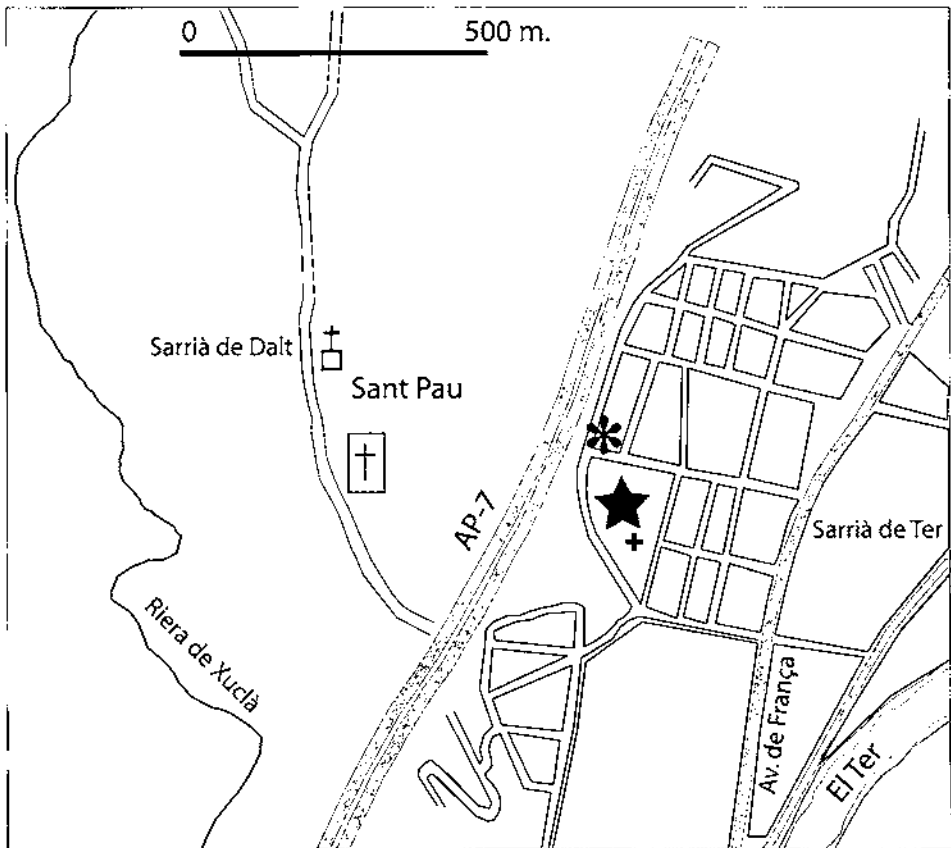 0 500 m.
Sarrià de Dalt
Sant Pau
AP-7
Sarrià de Ter
Riera de Xuclà
Av. de França
El Ter